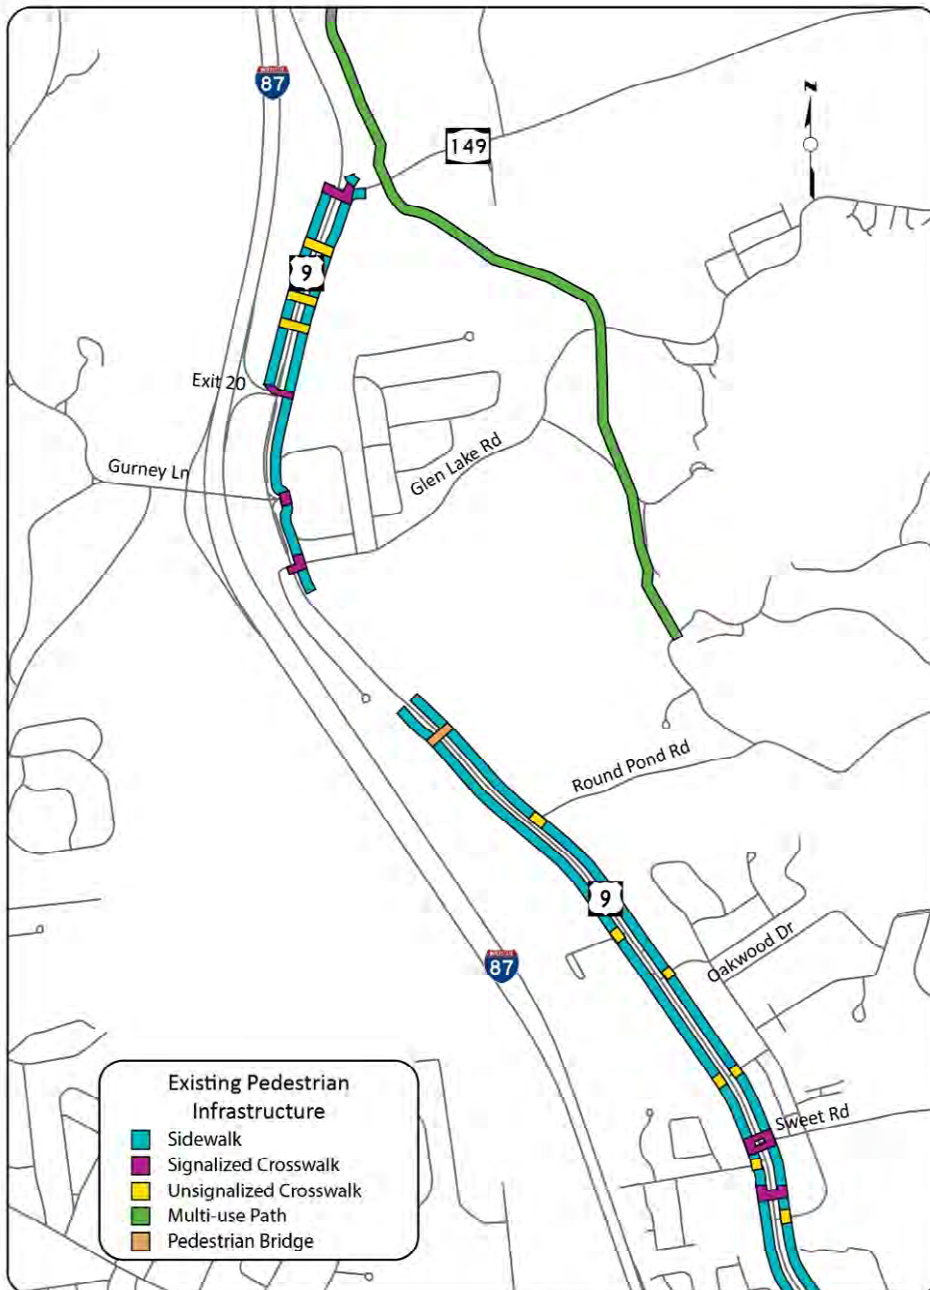 87
149
z
9
Exit 20
Gurney Ln
Glen Lake Rd
Round Pond Rd
9
Oakwood Dr
87
Sweet Rd
Existing Pedestrian
Infrastructure
Sidewalk
Signalized Crosswalk
Unsignalized Crosswalk
Multi-use Path
Pedestrian Bridge